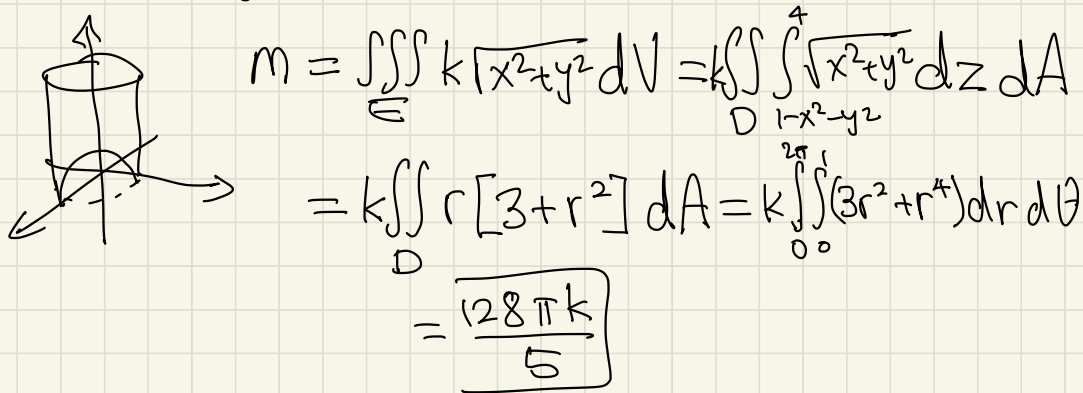 m = ∭_E k√(x²+y²) dV = k∬_D ∫_{1-x²-y²}^{4} √(x²+y²) dz dA
= k∬_D r[3+r²] dA = k∫_0^{2π} ∫_0^1 (3r²+r⁴) dr dθ
= 128πk/5